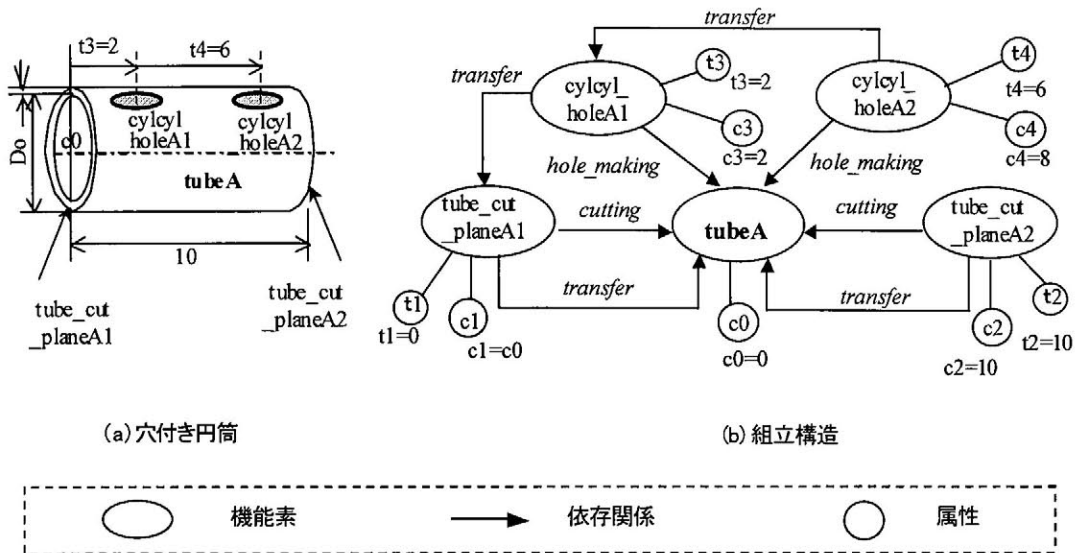 t3=2
t4=6
Do
c0
cylcyl
holeA1
cylcyl
holeA2
tubeA
10
tube_cut
_planeA1
tube_cut
_planeA2
(a) 穴付き円筒
transfer
transfer
cylcyl_
holeA1
t3
t3=2
c3
c3=2
cylcyl_
holeA2
t4
t4=6
c4
c4=8
hole_making
hole_making
tube_cut
_planeA1
cutting
tubeA
cutting
tube_cut
_planeA2
transfer
transfer
t1
t1=0
c1
c1=c0
c0
c0=0
c2
c2=10
t2
t2=10
(b) 組立構造
機能素
依存関係
属性